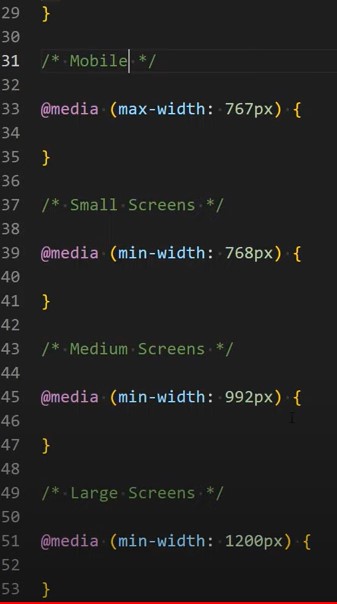 29 }
30
31 /* Mobile */
32
33 @media (max-width: 767px) {
34
35 }
36
37 /* Small Screens */
38
39 @media (min-width: 768px) {
40
41 }
42
43 /* Medium Screens */
44
45 @media (min-width: 992px) {
46
47 }
48
49 /* Large Screens */
50
51 @media (min-width: 1200px) {
52
53 }